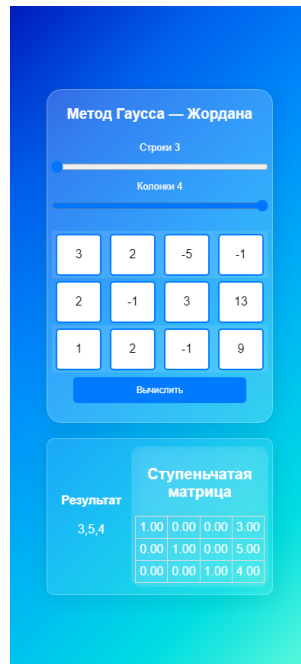 Метод Гаусса — Жордана
Строки 3
Колонки 4
3 2 -5 -1
2 -1 3 13
1 2 -1 9
Вычислить
Результат
3,5,4
Ступеньчатая
матрица
1.00 0.00 0.00 3.00
0.00 1.00 0.00 5.00
0.00 0.00 1.00 4.00